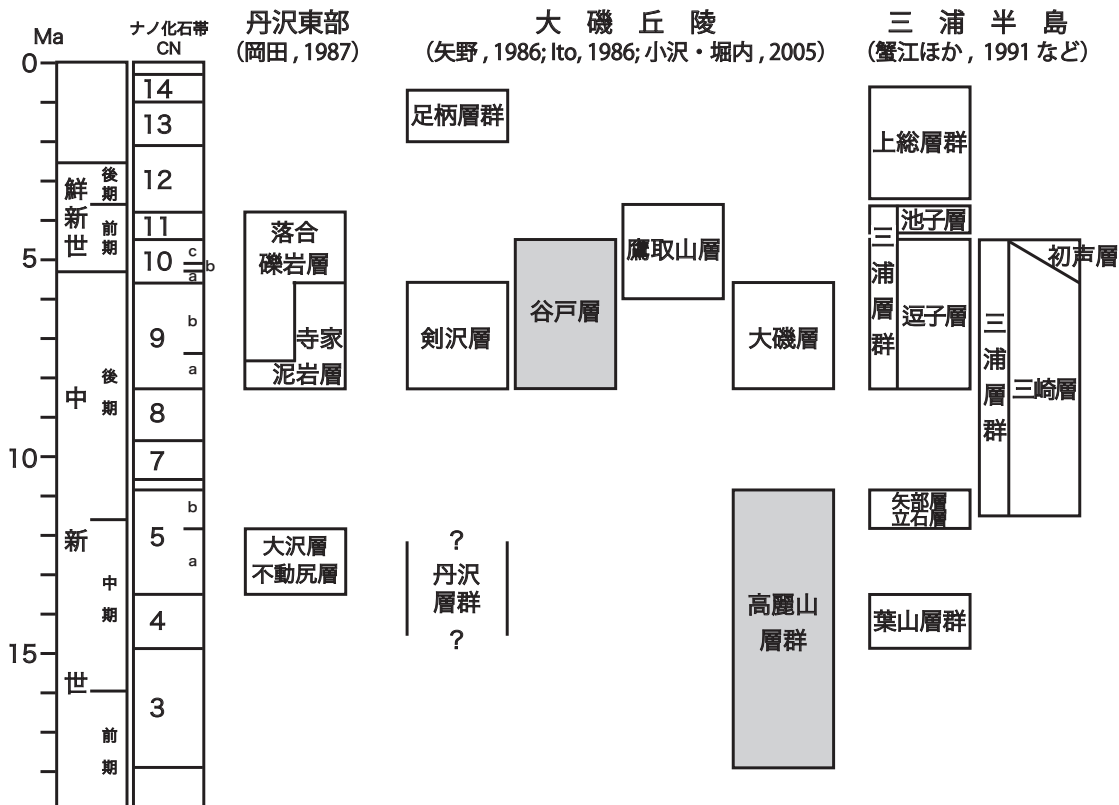 Ma
ナノ化石帯
CN
丹沢東部
(岡田 , 1987)
大 磯 丘 陵
(矢野 , 1986; Ito, 1986; 小沢・堀内 , 2005)
三 浦 半 島
(蟹江ほか , 1991 など)
0
5
10
15
鮮新世
後期
前期
中新世
後期
中期
前期
14
13
12
11
10
c
b
a
9
b
a
8
7
5
b
a
4
3
落合
礫岩層
寺家
泥岩層
大沢層
不動尻層
足柄層群
剣沢層
谷戸層
鷹取山層
大磯層
?
丹沢
層群
?
高麗山
層群
上総層群
三浦層群
池子層
逗子層
三浦層群
初声層
三崎層
矢部層
立石層
葉山層群